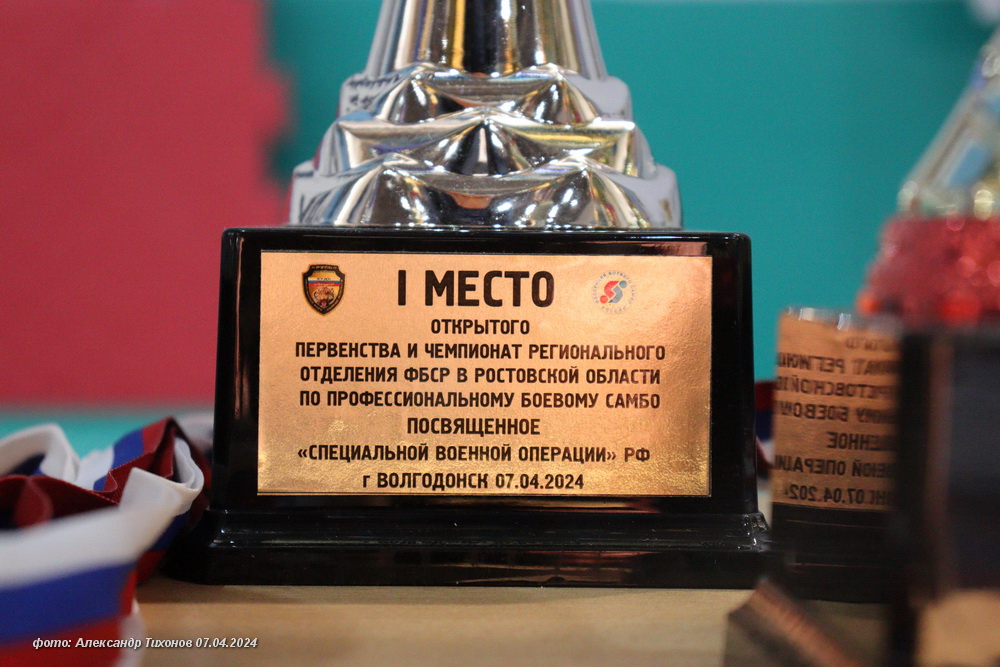 I МЕСТО
ОТКРЫТОГО
ПЕРВЕНСТВА И ЧЕМПИОНАТ РЕГИОНАЛЬНОГО
ОТДЕЛЕНИЯ ФБСР В РОСТОВСКОЙ ОБЛАСТИ
ПО ПРОФЕССИОНАЛЬНОМУ БОЕВОМУ САМБО
ПОСВЯЩЕННОЕ
«СПЕЦИАЛЬНОЙ ВОЕННОЙ ОПЕРАЦИИ» РФ
г ВОЛГОДОНСК 07.04.2024
фото: Александр Тихонов 07.04.2024